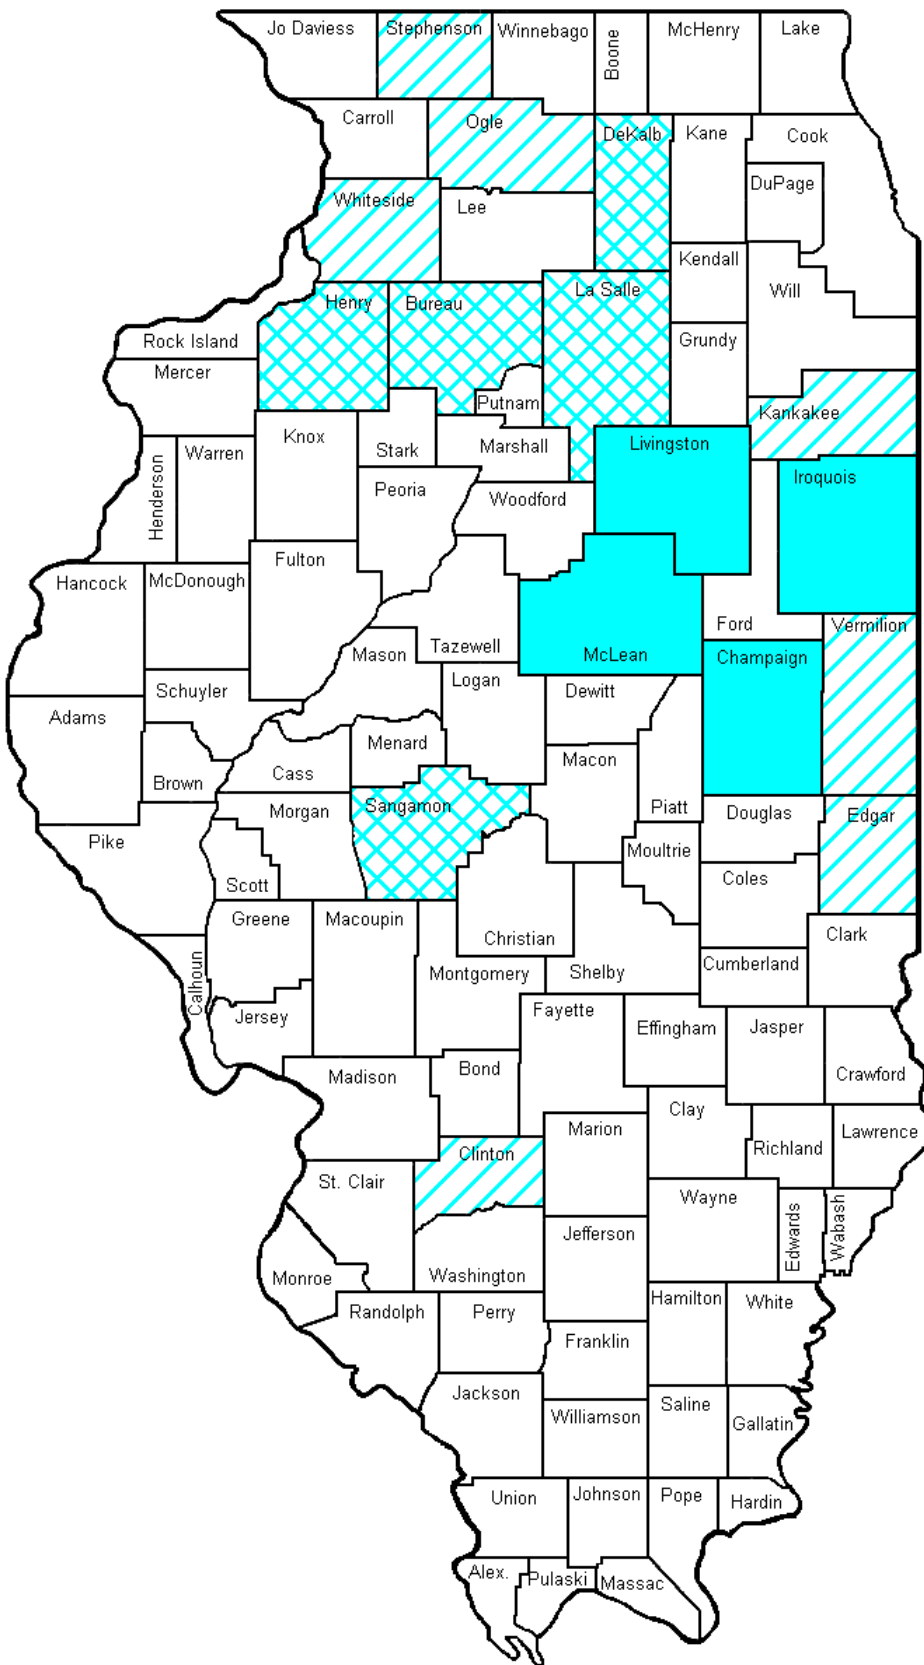 Jo Daviess
Stephenson
Winnebago
Boone
McHenry
Lake
Carroll
Ogle
DeKalb
Kane
Cook
DuPage
Whiteside
Lee
Kendall
Will
Henry
Bureau
La Salle
Rock Island
Grundy
Mercer
Putnam
Kankakee
Henderson
Warren
Knox
Stark
Marshall
Livingston
Iroquois
Peoria
Woodford
Hancock
McDonough
Fulton
Tazewell
McLean
Ford
Vermilion
Mason
Logan
Champaign
Schuyler
Dewitt
Adams
Menard
Macon
Brown
Cass
Piatt
Morgan
Sangamon
Douglas
Edgar
Pike
Scott
Moultrie
Coles
Greene
Macoupin
Christian
Clark
Calhoun
Montgomery
Shelby
Cumberland
Jersey
Fayette
Effingham
Jasper
Madison
Bond
Crawford
Clay
Marion
Richland
Lawrence
Clinton
St. Clair
Wayne
Edwards
Wabash
Jefferson
Monroe
Washington
Randolph
Perry
Hamilton
White
Franklin
Jackson
Williamson
Saline
Gallatin
Union
Johnson
Pope
Hardin
Alex.
Pulaski
Massac